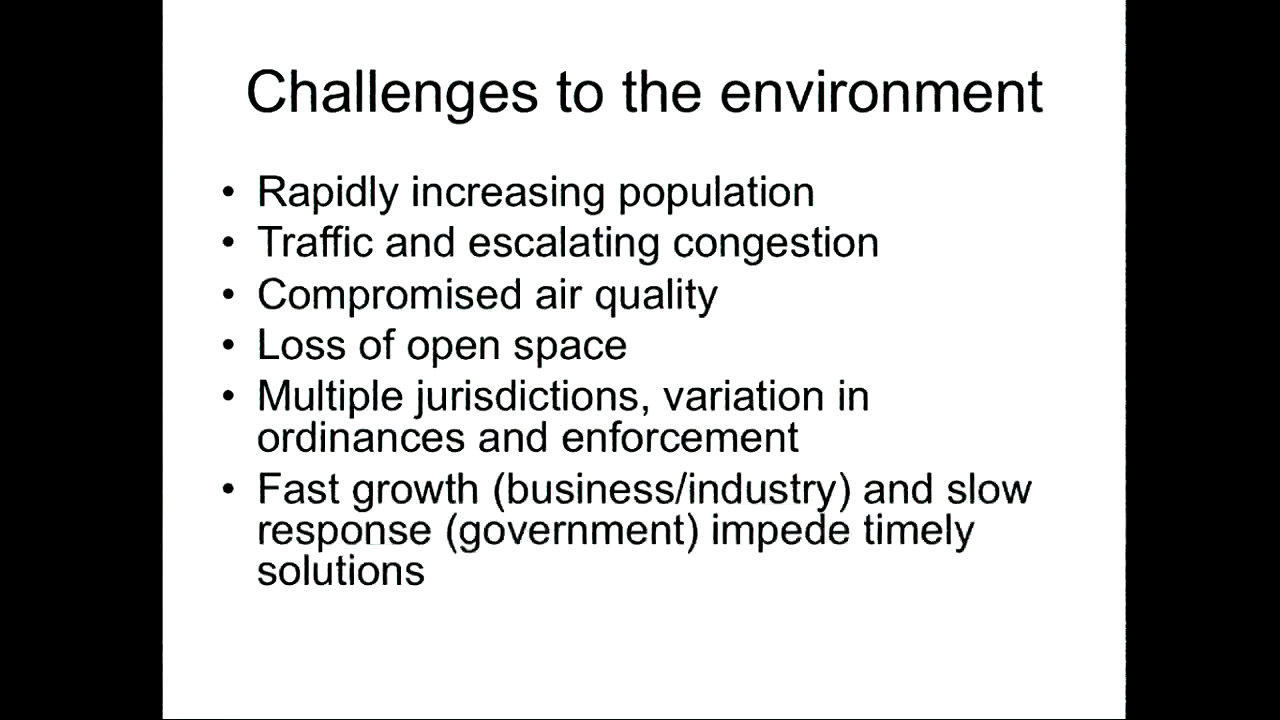 Challenges to the environment
• Rapidly increasing population
• Traffic and escalating congestion
• Compromised air quality
• Loss of open space
• Multiple jurisdictions, variation in
ordinances and enforcement
• Fast growth (business/industry) and slow
response (government) impede timely
solutions